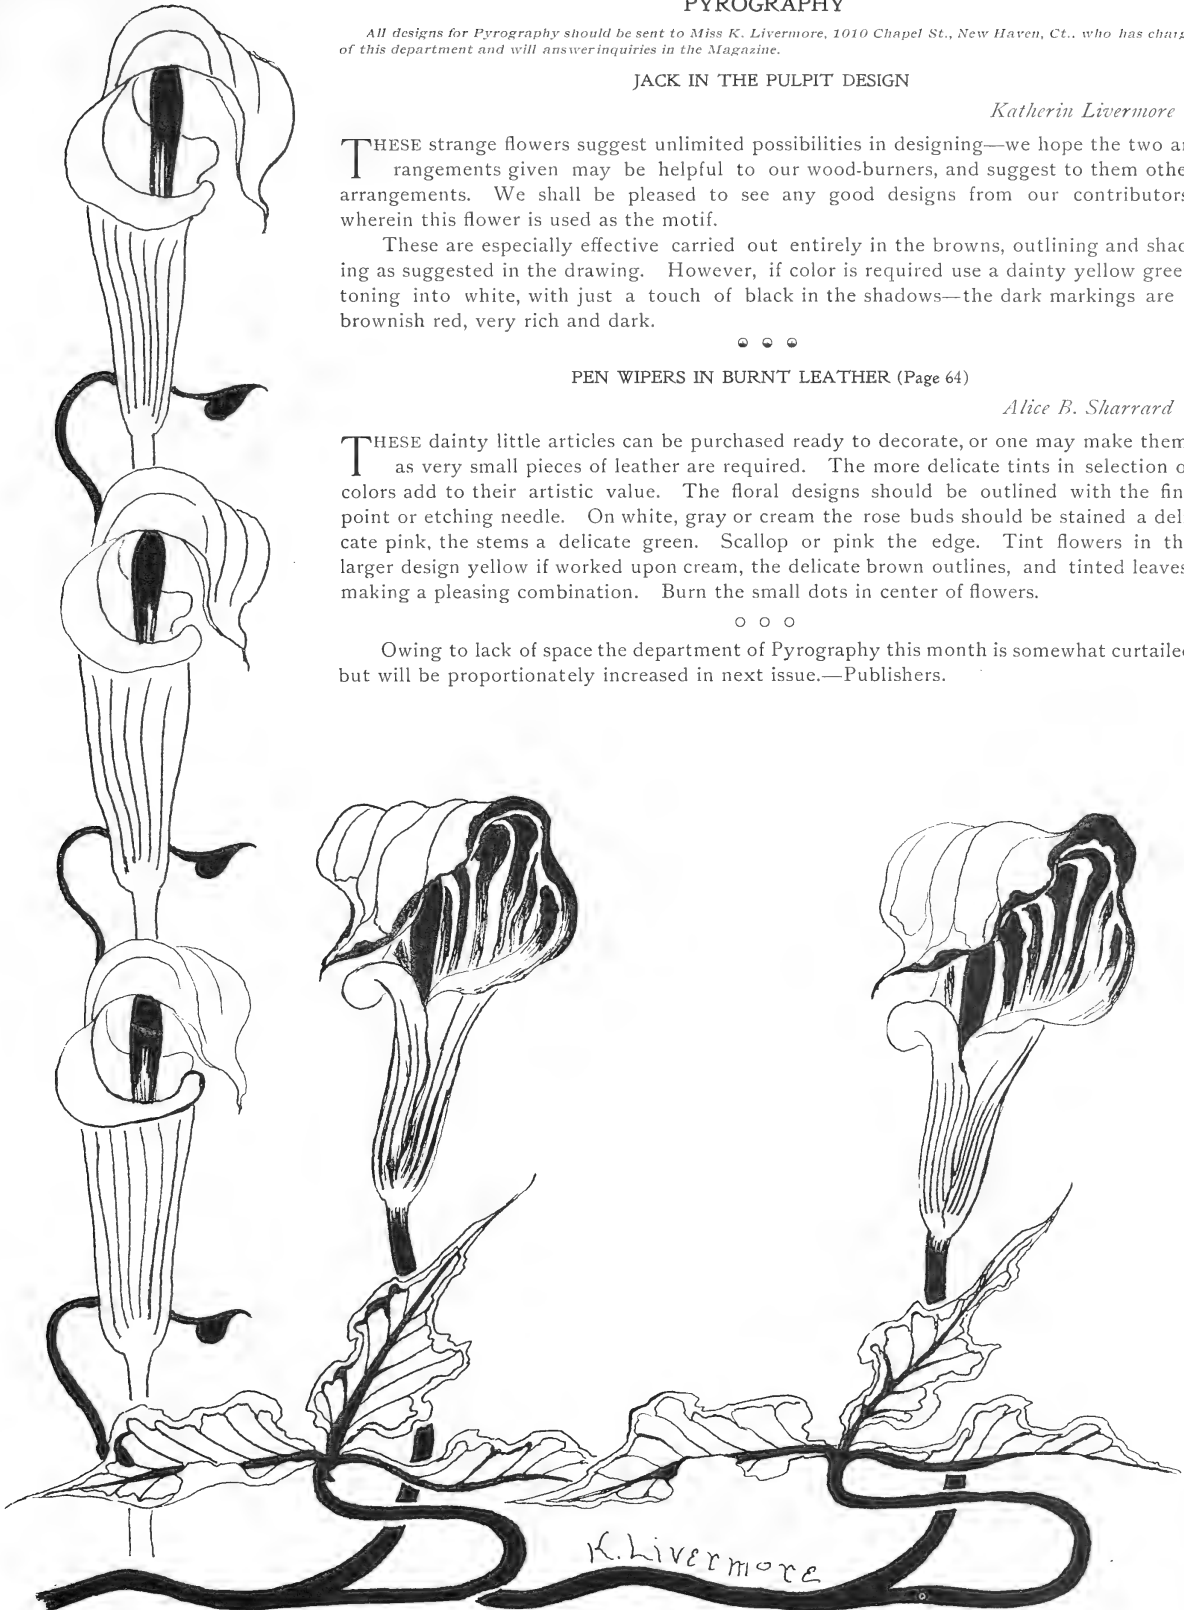 PYROGRAPHY
All designs for Pyrography should be sent to Miss K. Livermore, 1010 Chapel St., New Haven, Ct.. who has charg
of this department and will answer inquiries in the Magazine.
JACK IN THE PULPIT DESIGN
Katherin Livermore
THESE strange flowers suggest unlimited possibilities in designing—we hope the two ar
rangements given may be helpful to our wood-burners, and suggest to them othe
arrangements. We shall be pleased to see any good designs from our contributors
wherein this flower is used as the motif.
These are especially effective carried out entirely in the browns, outlining and shad
ing as suggested in the drawing. However, if color is required use a dainty yellow gree
toning into white, with just a touch of black in the shadows—the dark markings are
brownish red, very rich and dark.
PEN WIPERS IN BURNT LEATHER (Page 64)
Alice B. Sharrard
THESE dainty little articles can be purchased ready to decorate, or one may make them
as very small pieces of leather are required. The more delicate tints in selection o
colors add to their artistic value. The floral designs should be outlined with the fin
point or etching needle. On white, gray or cream the rose buds should be stained a del
cate pink, the stems a delicate green. Scallop or pink the edge. Tint flowers in th
larger design yellow if worked upon cream, the delicate brown outlines, and tinted leaves
making a pleasing combination. Burn the small dots in center of flowers.
Owing to lack of space the department of Pyrography this month is somewhat curtailed
but will be proportionately increased in next issue.—Publishers.
K. Livermore